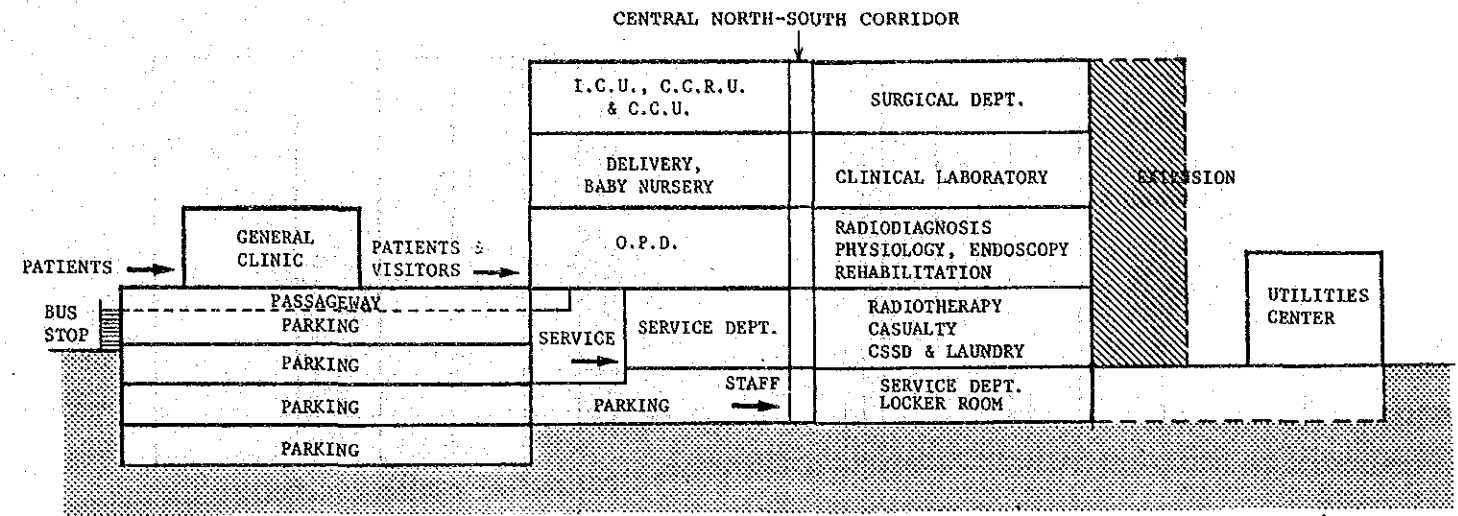 CENTRAL NORTH-SOUTH CORRIDOR
I.C.U., C.C.R.U.
& C.C.U.
SURGICAL DEPT.
DELIVERY,
BABY NURSERY
CLINICAL LABORATORY
EXTENSION
GENERAL
CLINIC
PATIENTS
PATIENTS &
VISITORS
O.P.D.
RADIODIAGNOSIS
PHYSIOLOGY, ENDOSCOPY
REHABILITATION
BUS
STOP
PASSAGEWAY
PARKING
PARKING
PARKING
PARKING
SERVICE
SERVICE DEPT.
RADIOTHERAPY
CASUALTY
CSSD & LAUNDRY
UTILITIES
CENTER
PARKING
STAFF
SERVICE DEPT.
LOCKER ROOM